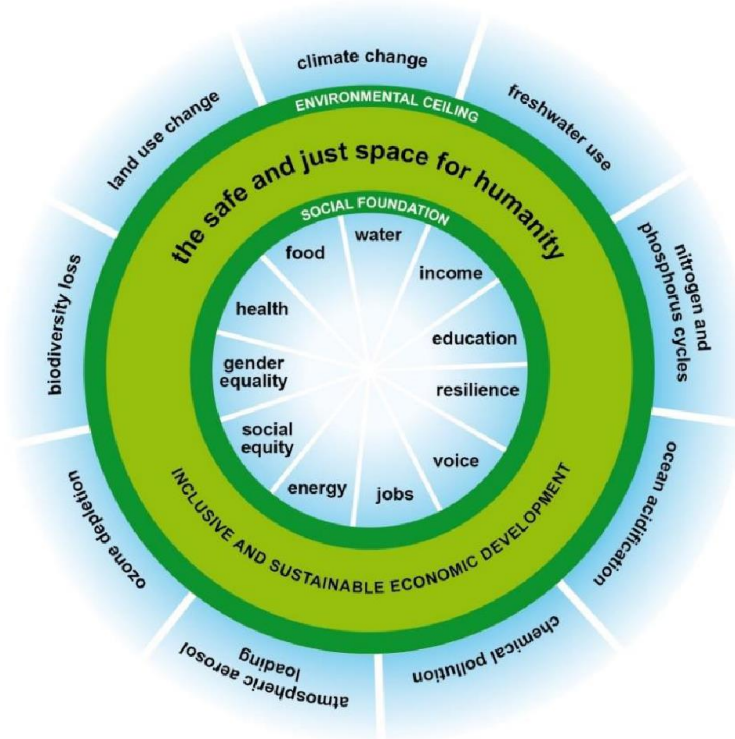 climate change
freshwater use
nitrogen and
phosphorus cycles
ocean acidification
chemical pollution
atmospheric aerosol
loading
ozone depletion
biodiversity loss
land use change
ENVIRONMENTAL CEILING
the safe and just space for humanity
SOCIAL FOUNDATION
water
income
education
resilience
voice
jobs
energy
social
equity
gender
equality
health
food
INCLUSIVE AND SUSTAINABLE ECONOMIC DEVELOPMENT